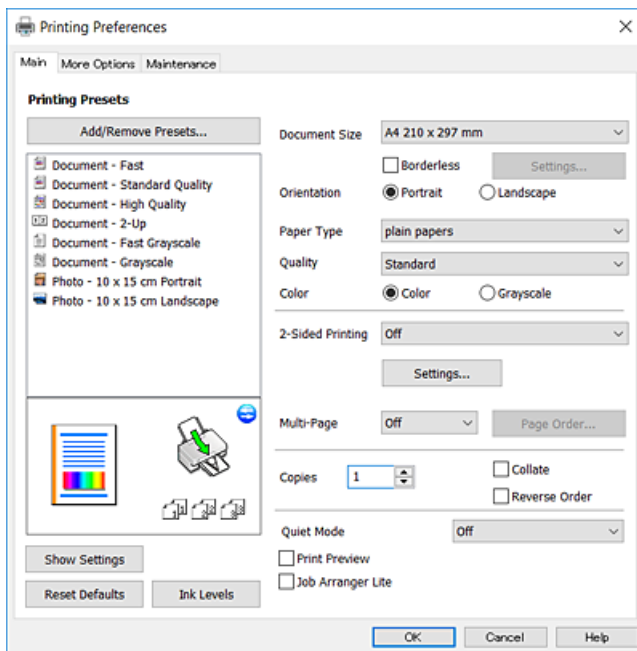 Printing Preferences
Main More Options Maintenance
Printing Presets
Add/Remove Presets...
Document - Fast
Document - Standard Quality
Document - High Quality
Document - 2-Up
Document - Fast Grayscale
Document - Grayscale
Photo - 10 x 15 cm Portrait
Photo - 10 x 15 cm Landscape
Show Settings
Reset Defaults Ink Levels
Document Size A4 210 x 297 mm
Borderless Settings...
Orientation Portrait Landscape
Paper Type plain papers
Quality Standard
Color Color Grayscale
2-Sided Printing Off
Settings...
Multi-Page Off Page Order...
Copies 1 Collate
Reverse Order
Quiet Mode Off
Print Preview
Job Arranger Lite
OK Cancel Help